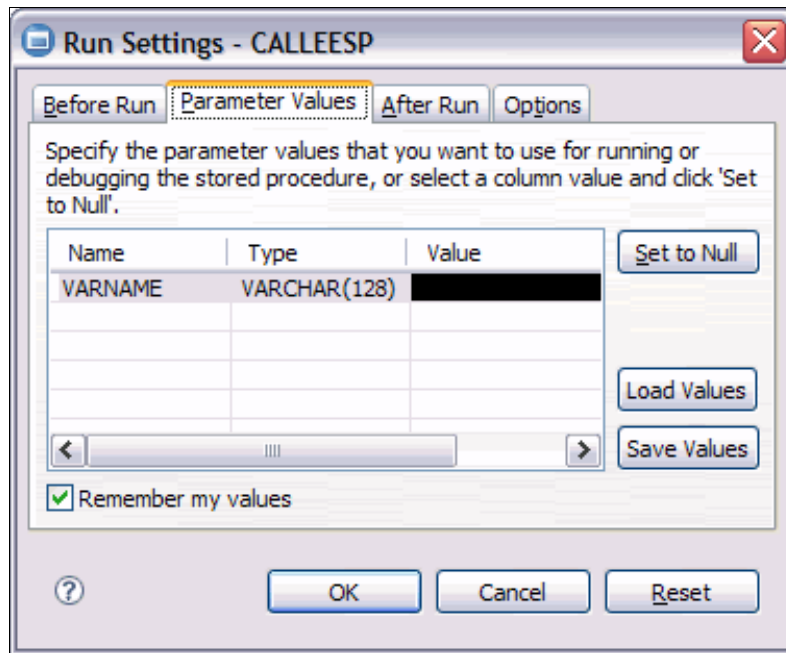 Run Settings - CALLEESP
Before Run Parameter Values After Run Options
Specify the parameter values that you want to use for running or
debugging the stored procedure, or select a column value and click 'Set
to Null'.
Name Type Value Set to Null
VARNAME VARCHAR(128)
Load Values
Save Values
Remember my values
? OK Cancel Reset